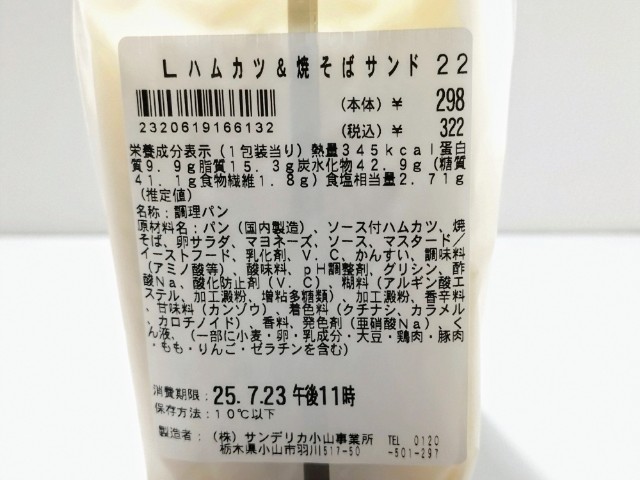 L ハムカツ&焼そばサンド 22
(本体) ¥ 298
2320619166132
(税込) ¥ 322
栄養成分表示(1包装当り)熱量345kcal蛋白
質9.9g脂質15.3g炭水化物42.9g(糖質
41.1g食物繊維1.8g)食塩相当量2.71g
(推定値)
名称:調理パン
原材料名:パン(国内製造)、ソース付ハムカツ、焼
そば、卵サラダ、マヨネーズ、ソース、マスタード/
イーストフード、乳化剤、V.C、かんすい、調味料
(アミノ酸等)、酸味料、pH調整剤、グリシン、酢
酸Na、酸化防止剤(V.C)、糊料(アルギン酸エ
ステル、加工澱粉、増粘多糖類)、加工澱粉、香辛料
、甘味料(カンゾウ)、着色料(クチナシ、カラメル
、カロチノイド)、香料、発色剤(亜硝酸Na)、く
ん液、(一部に小麦・卵・乳成分・大豆・鶏肉・豚肉
・もも・りんご・ゼラチンを含む)
消費期限:25.7.23 午後11時
保存方法:10℃以下
製造者:(株)サンデリカ小山事業所 TEL 0120
栃木県小山市羽川517-50 -501-297